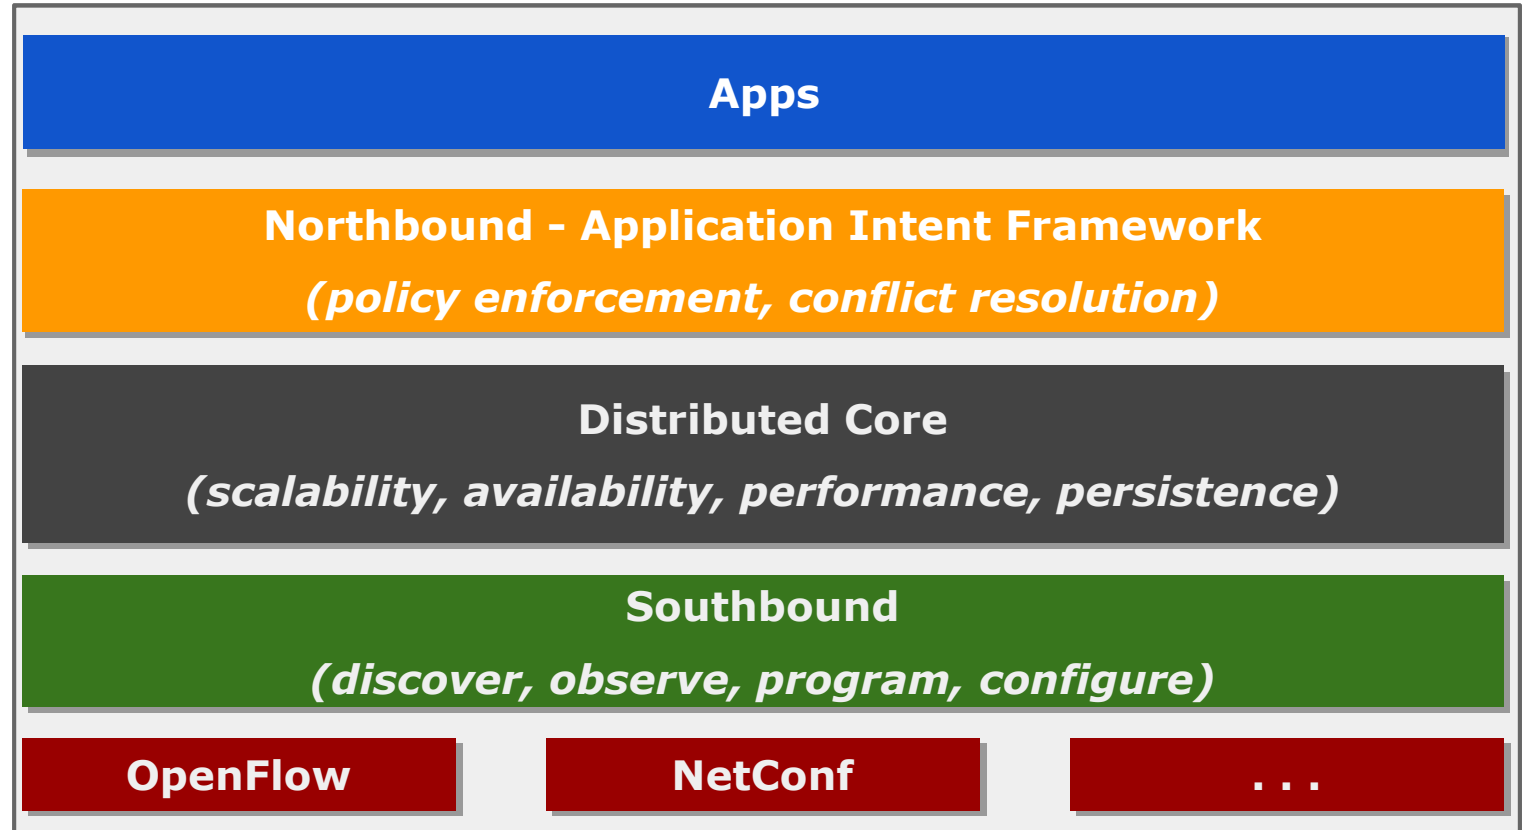 Apps
Northbound - Application Intent Framework
(policy enforcement, conflict resolution)
Distributed Core
(scalability, availability, performance, persistence)
Southbound
(discover, observe, program, configure)
OpenFlow
NetConf
. . .